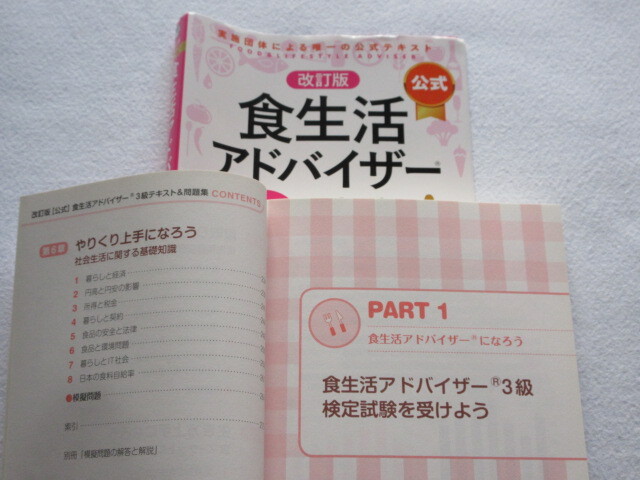 実施団体による唯一の公式テキスト
FOOD & LIFESTYLE ADVISER
改訂版
公式
食生活
アドバイザー®
改訂版 [公式] 食生活アドバイザー®3級テキスト&問題集 CONTENTS
やりくり上手になろう
社会生活に関する基礎知識
1 暮らしと経済
2 円高と円安の影響
3 所得と税金
4 暮らしと契約
5 食品の安全と法律
6 食品と環境問題
7 暮らしとIT社会
8 日本の食料自給率
●模擬問題
索引
別冊「模擬問題の解答と解説」
PART 1
食生活アドバイザー®になろう
食生活アドバイザー®3級
検定試験を受けよう